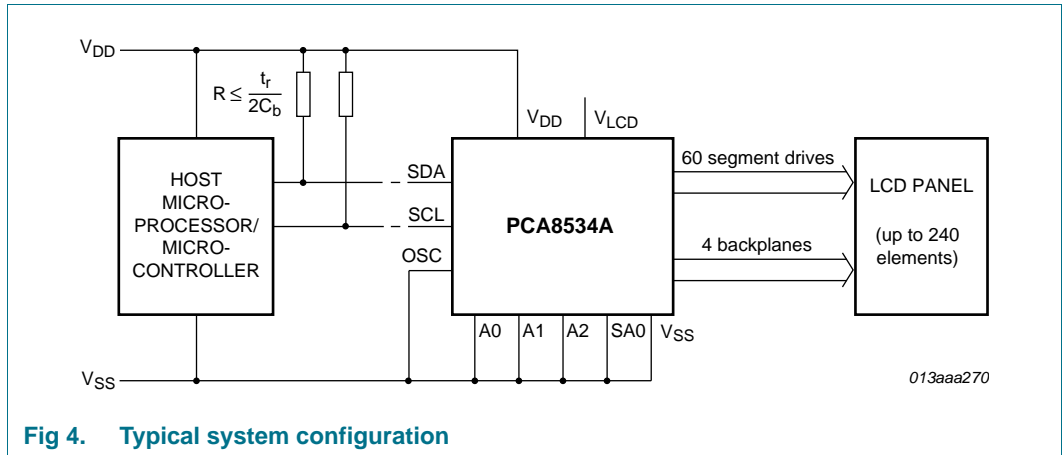 VDD
R ≤ tr
2Cb
VDD
VLCD
HOST
MICRO-
PROCESSOR/
MICRO-
CONTROLLER
SDA
SCL
OSC
PCA8534A
60 segment drives
4 backplanes
LCD PANEL
(up to 240
elements)
A0 A1 A2 SA0 VSS
VSS
013aaa270
Fig 4. Typical system configuration